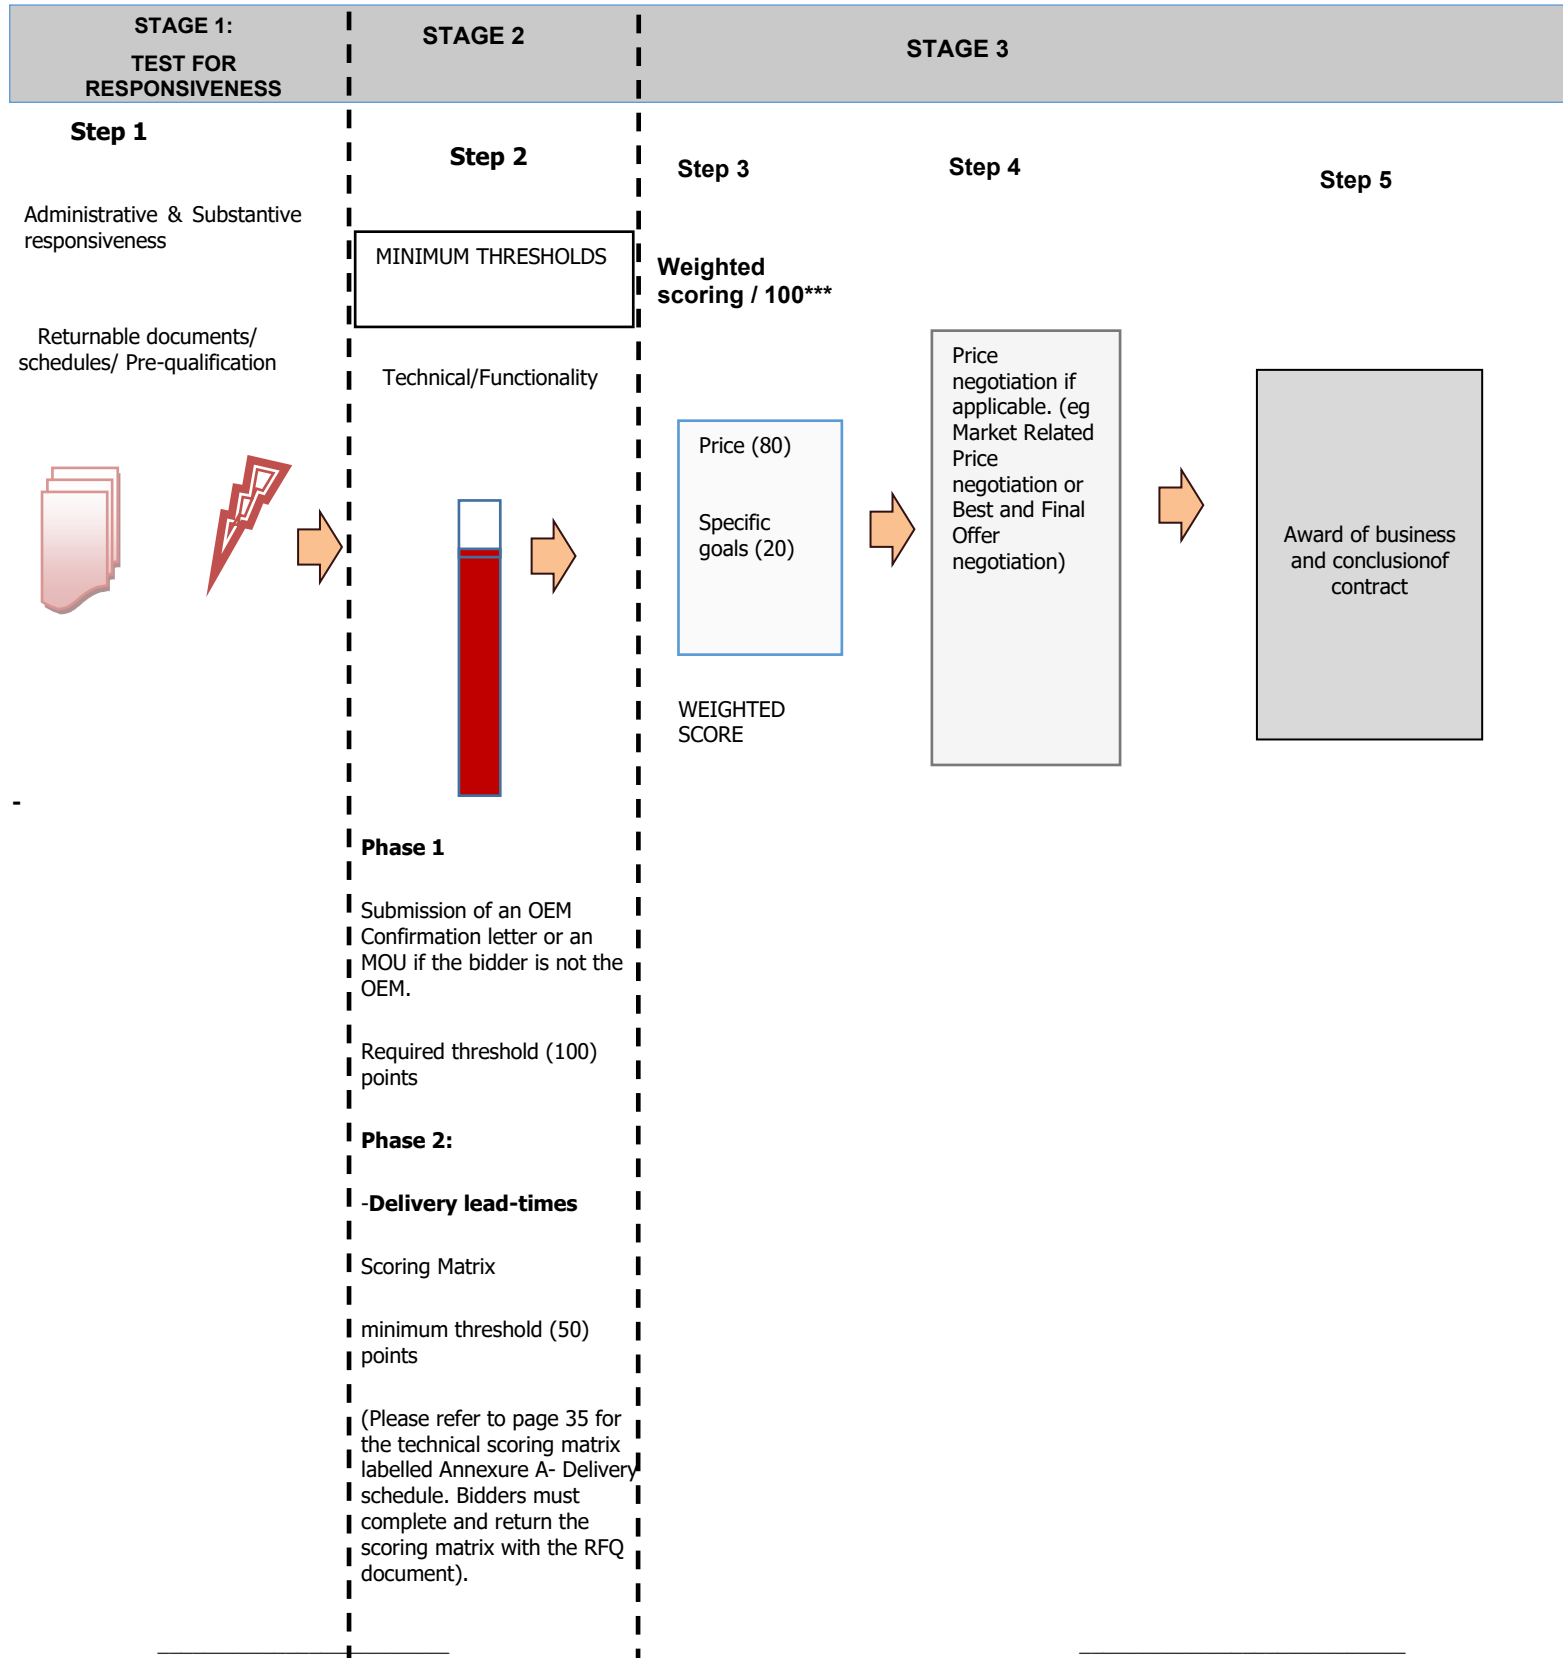 STAGE 1:
TEST FOR
RESPONSIVENESS
STAGE 2
STAGE 3
Step 1
Administrative & Substantive
responsiveness
Returnable documents/
schedules/ Pre-qualification
-
Step 2
MINIMUM THRESHOLDS
Technical/Functionality
Phase 1
Submission of an OEM
Confirmation letter or an
MOU if the bidder is not the
OEM.
Required threshold (100)
points
Phase 2:
-Delivery lead-times
Scoring Matrix
minimum threshold (50)
points
(Please refer to page 35 for
the technical scoring matrix
labelled Annexure A- Delivery
schedule. Bidders must
complete and return the
scoring matrix with the RFQ
document).
Step 3
Weighted
scoring / 100***
Price (80)
Specific
goals (20)
WEIGHTED
SCORE
Step 4
Price
negotiation if
applicable. (eg
Market Related
Price
negotiation or
Best and Final
Offer
negotiation)
Step 5
Award of business
and conclusionof
contract